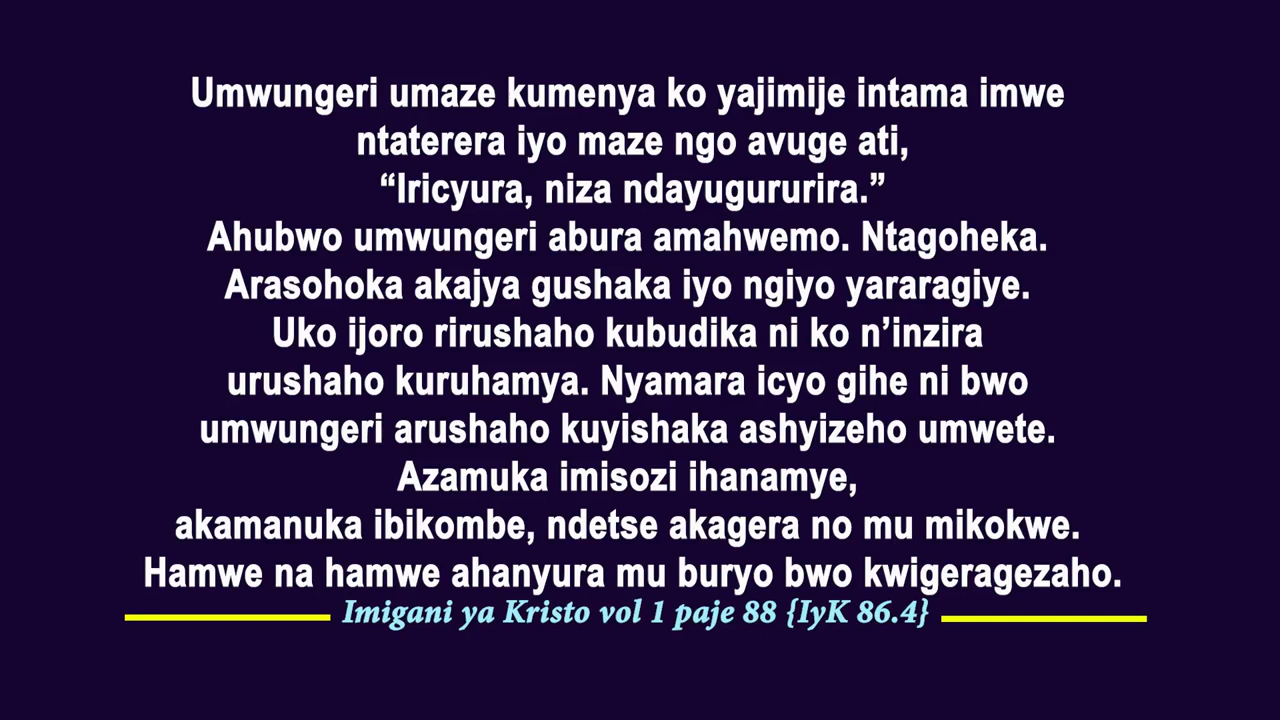 Umwungeri umaze kumenya ko yajimije intama imwe
ntaterera iyo maze ngo avuge ati,
“Iricyura, niza ndayugururira.”
Ahubwo umwungeri abura amahwemo. Ntagoheka.
Arasohoka akajya gushaka iyo ngiyo yararagiye.
Uko ijoro rirushaho kubudika ni ko n’inzira
urushaho kuruhamya. Nyamara icyo gihe ni bwo
umwungeri arushaho kuyishaka ashyizeho umwete.
Azamuka imisozi ihanamye,
akamanuka ibikombe, ndetse akagera no mu mikokwe.
Hamwe na hamwe ahanyura mu buryo bwo kwigeragezaho.
Imigani ya Kristo vol 1 paje 88 {IyK 86.4}